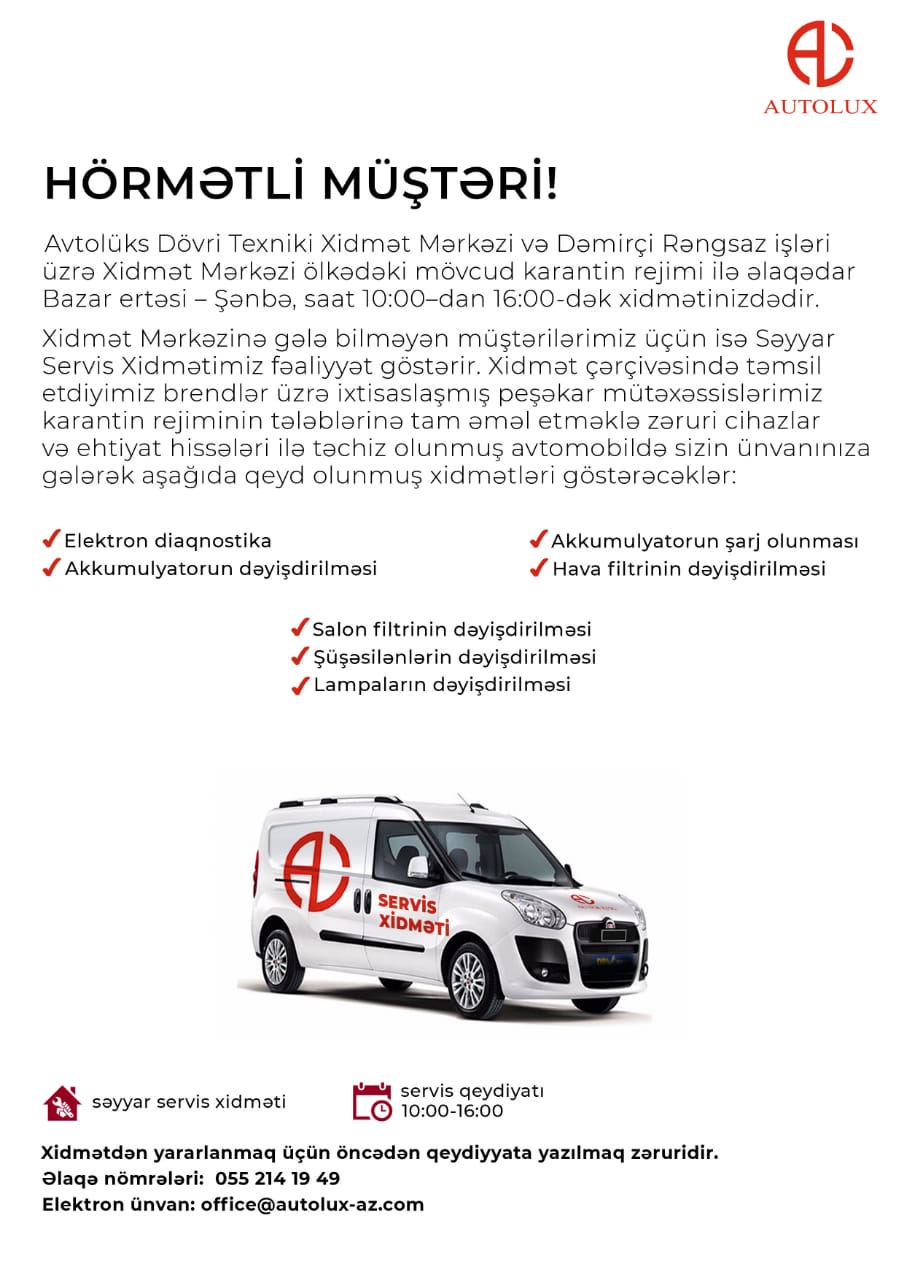 AUTOLUX
HÖRMƏTLİ MÜŞTƏRİ!
Avtolüks Dövri Texniki Xidmət Mərkəzi və Dəmirçi Rəngsaz işləri
üzrə Xidmət Mərkəzi ölkədəki mövcud karantin rejimi ilə əlaqədar
Bazar ertəsi – Şənbə, saat 10:00–dan 16:00-dək xidmətinizdədir.
Xidmət Mərkəzinə gələ bilməyən müştərilərimiz üçün isə Səyyar
Servis Xidmətimiz fəaliyyət göstərir. Xidmət çərçivəsində təmsil
etdiyimiz brendlər üzrə ixtisaslaşmış peşəkar mütəxəssislərimiz
karantin rejiminin tələblərinə tam əməl etməklə zəruri cihazlar
və ehtiyat hissələri ilə təchiz olunmuş avtomobildə sizin ünvanınıza
gələrək aşağıda qeyd olunmuş xidmətləri göstərəcəklər:
Elektron diaqnostika
Akkumulyatorun dəyişdirilməsi
Akkumulyatorun şarj olunması
Hava filtrinin dəyişdirilməsi
Salon filtrinin dəyişdirilməsi
Şüşəsilənlərin dəyişdirilməsi
Lampaların dəyişdirilməsi
SERVİS
XİDMƏTİ
AUTOLUX
səyyar servis xidməti
servis qeydiyatı
10:00-16:00
Xidmətdən yararlanmaq üçün öncədən qeydiyyata yazılmaq zəruridir.
Əlaqə nömrələri: 055 214 19 49
Elektron ünvan: office@autolux-az.com